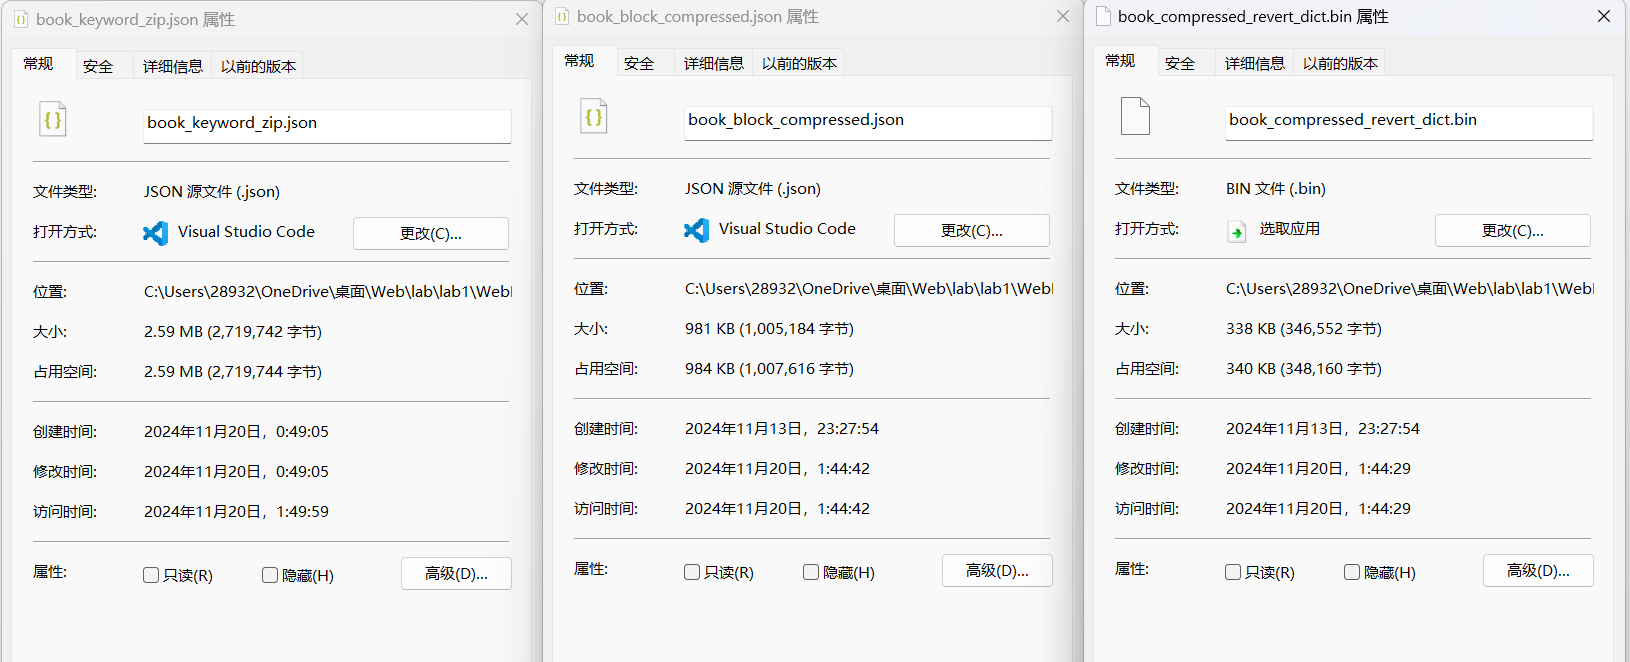 book_keyword_zip.json 属性
常规
安全
详细信息
以前的版本
book_keyword_zip.json
文件类型:
JSON 源文件 (.json)
打开方式:
Visual Studio Code
更改(C)...
位置:
C:\Users\28932\OneDrive\桌面\Web\lab\lab1\Web
大小:
2.59 MB (2,719,742 字节)
占用空间:
2.59 MB (2,719,744 字节)
创建时间:
2024年11月20日，0:49:05
修改时间:
2024年11月20日，0:49:05
访问时间:
2024年11月20日，1:49:59
属性:
只读(R)
隐藏(H)
高级(D)...
book_block_compressed.json 属性
常规
安全
详细信息
以前的版本
book_block_compressed.json
文件类型:
JSON 源文件 (.json)
打开方式:
Visual Studio Code
更改(C)...
位置:
C:\Users\28932\OneDrive\桌面\Web\lab\lab1\Web
大小:
981 KB (1,005,184 字节)
占用空间:
984 KB (1,007,616 字节)
创建时间:
2024年11月13日，23:27:54
修改时间:
2024年11月20日，1:44:42
访问时间:
2024年11月20日，1:44:42
属性:
只读(R)
隐藏(H)
高级(D)...
book_compressed_revert_dict.bin 属性
常规
安全
详细信息
以前的版本
book_compressed_revert_dict.bin
文件类型:
BIN 文件 (.bin)
打开方式:
选取应用
更改(C)...
位置:
C:\Users\28932\OneDrive\桌面\Web\lab\lab1\Web
大小:
338 KB (346,552 字节)
占用空间:
340 KB (348,160 字节)
创建时间:
2024年11月13日，23:27:54
修改时间:
2024年11月20日，1:44:29
访问时间:
2024年11月20日，1:44:29
属性:
只读(R)
隐藏(H)
高级(D)...